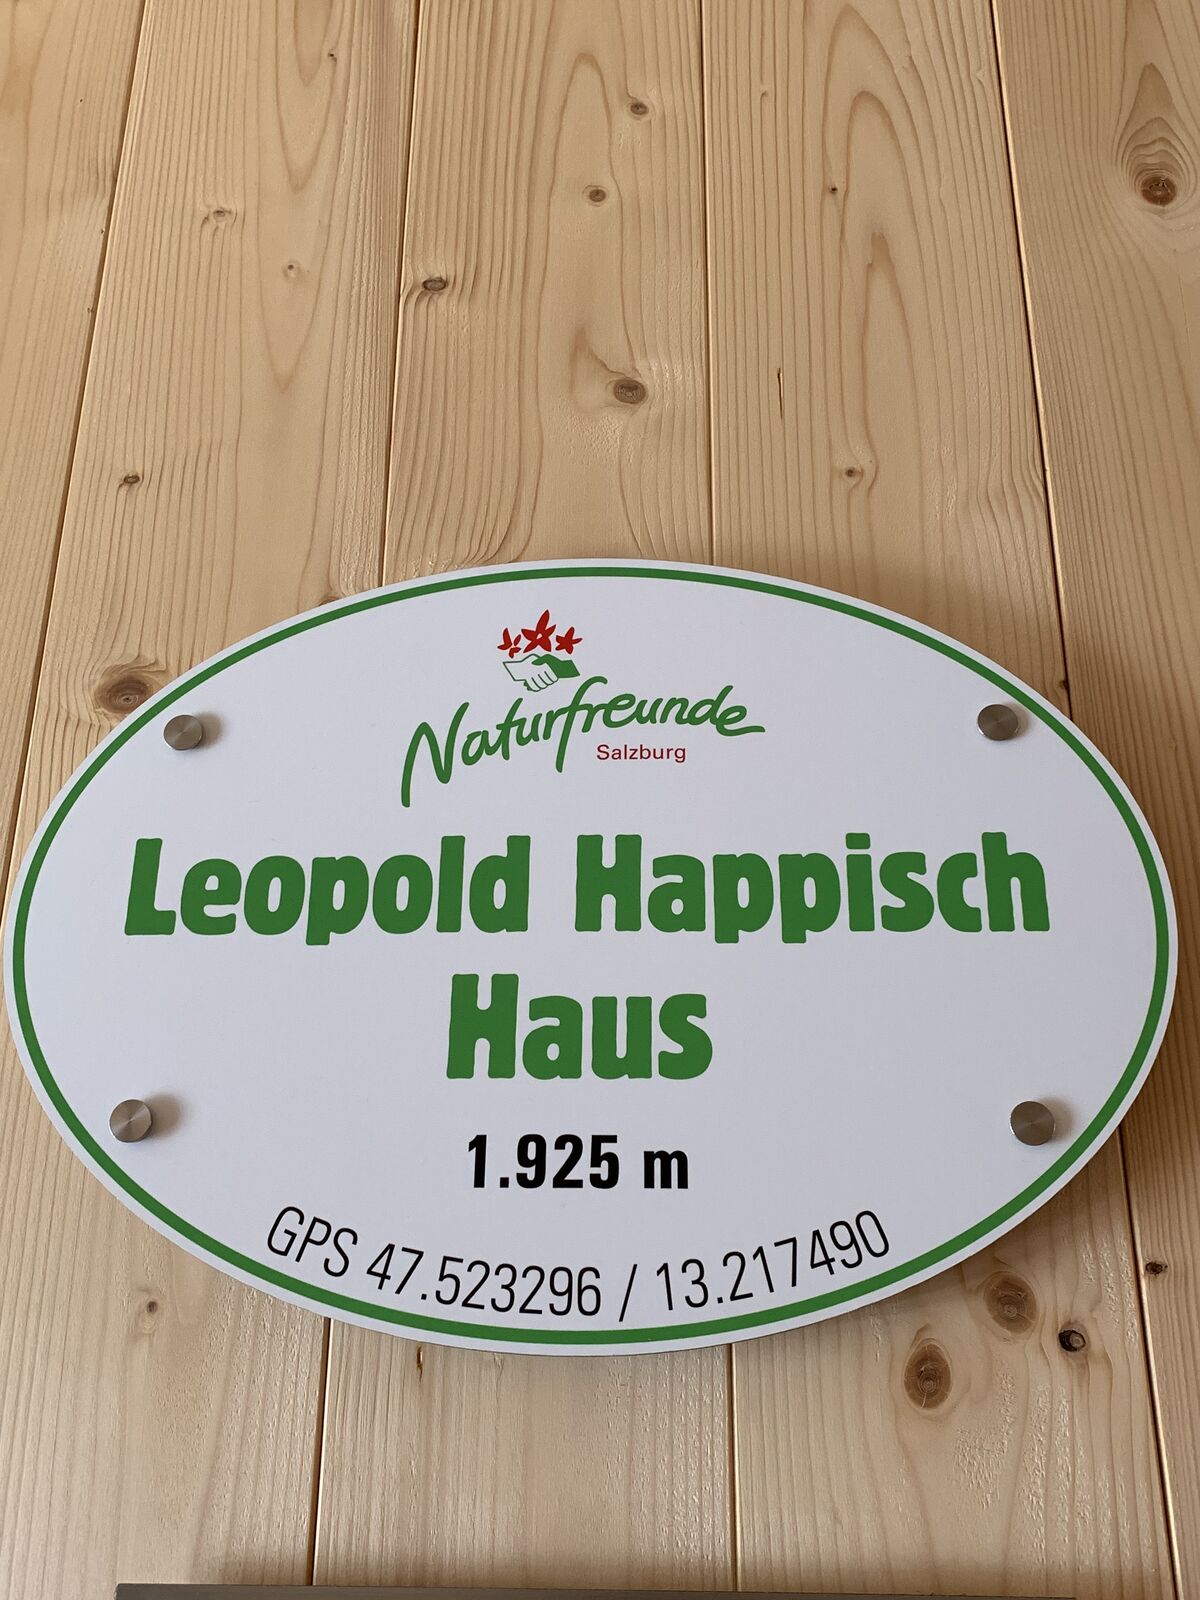 Naturfreunde
Salzburg
Leopold Happisch
Haus
1.925 m
GPS 47.523296 / 13.217490